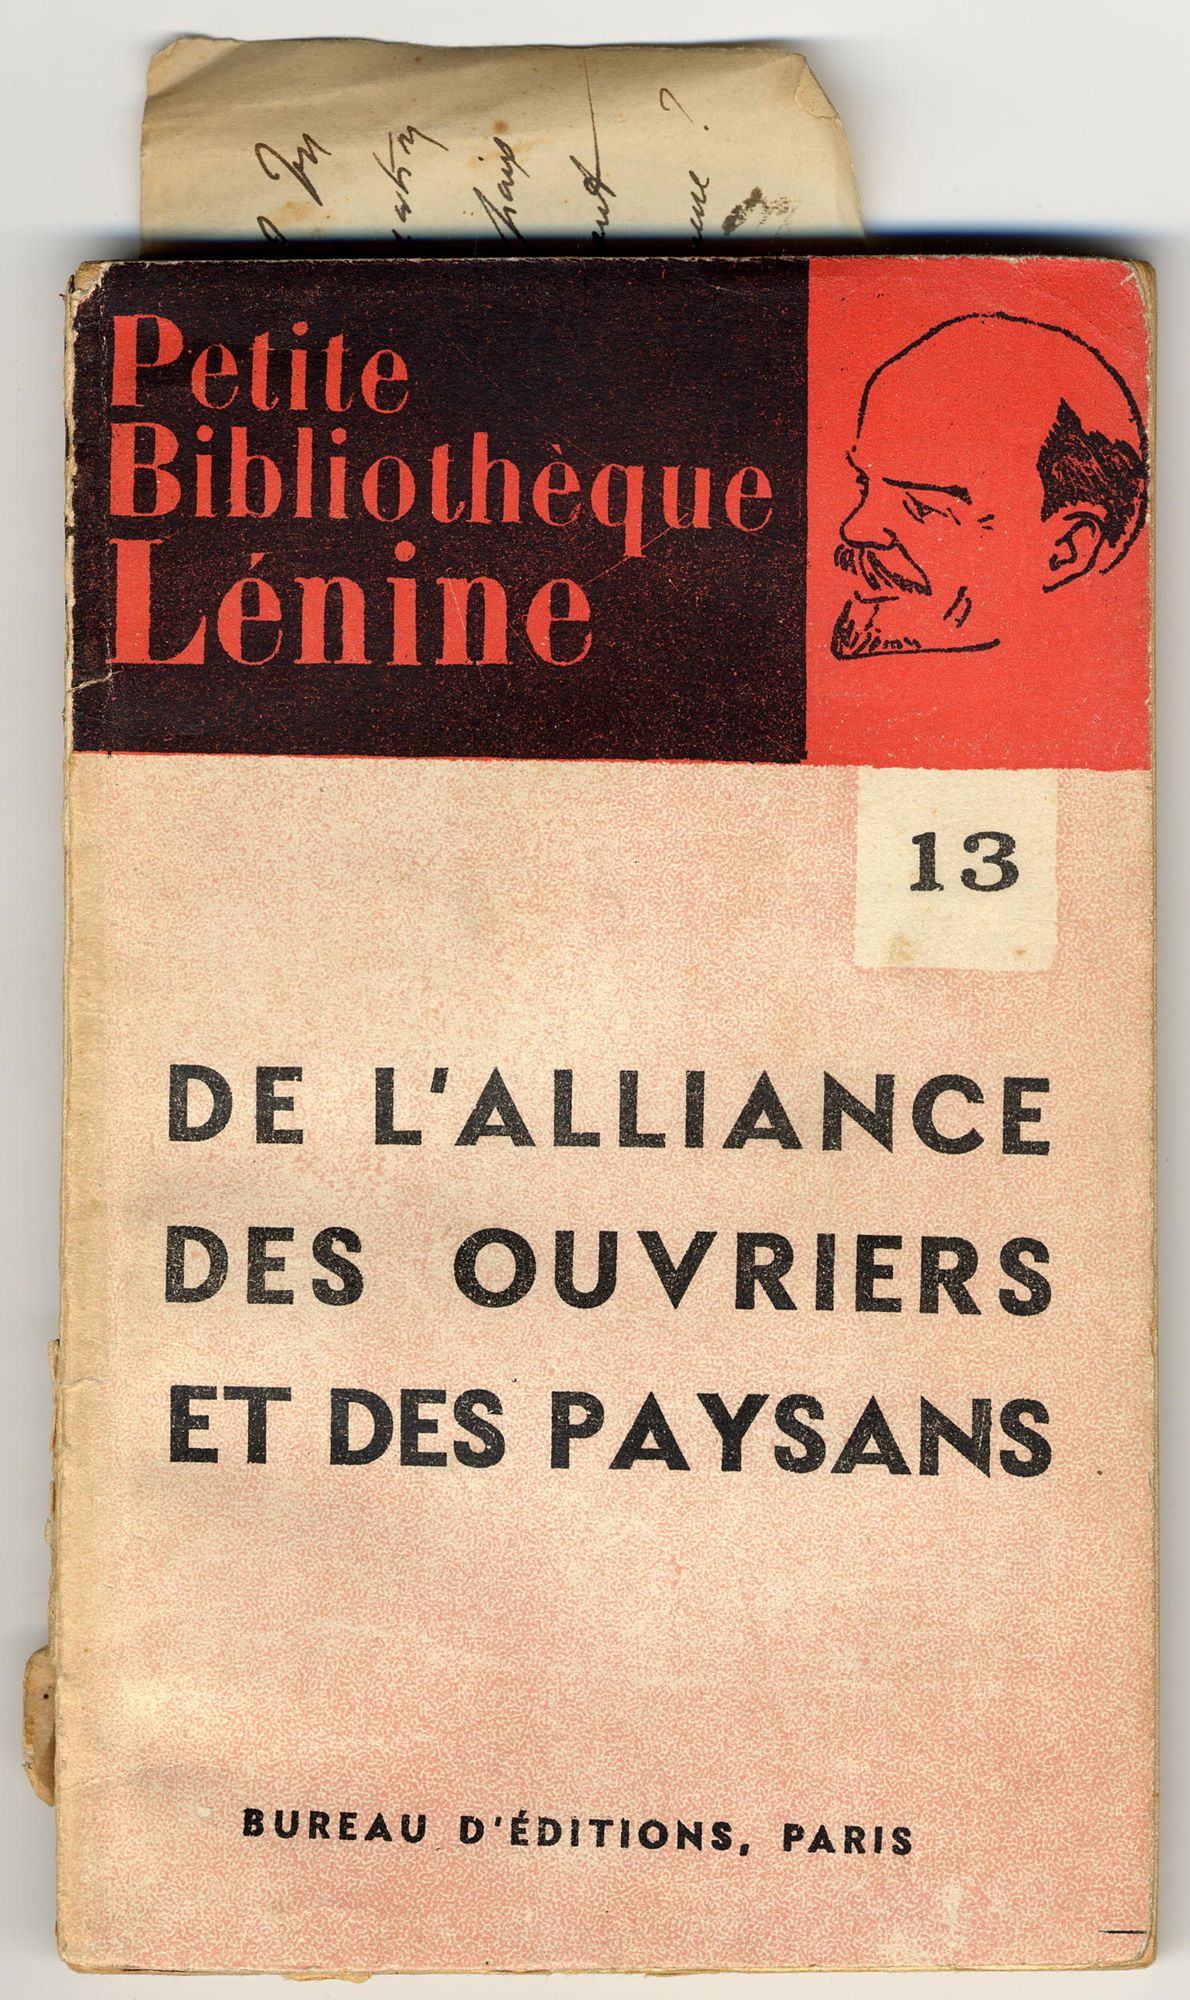 Petite
Bibliothèque
Lénine
13
DE L'ALLIANCE
DES OUVRIERS
ET DES PAYSANS
BUREAU D'ÉDITIONS, PARIS